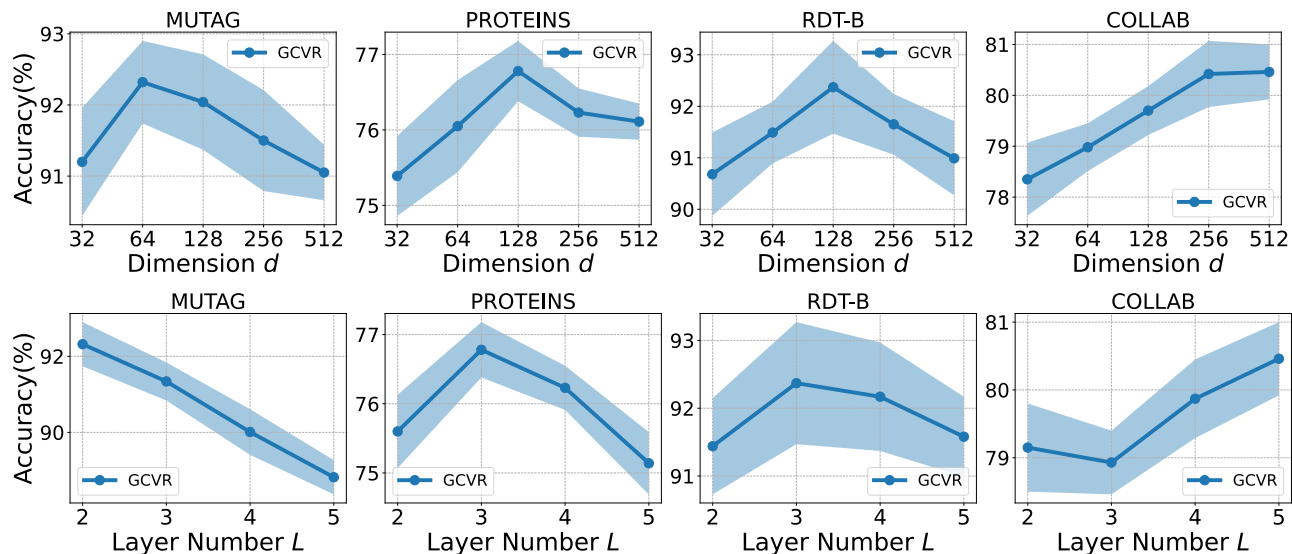 MUTAG PROTEINS RDT-B COLLAB
Accuracy(%)
93
92
91
GCVR
32 64 128 256 512
Dimension d
77
76
75
GCVR
32 64 128 256 512
Dimension d
93
92
91
90
GCVR
32 64 128 256 512
Dimension d
81
80
79
78
GCVR
32 64 128 256 512
Dimension d
MUTAG PROTEINS RDT-B COLLAB
Accuracy(%)
92
90
GCVR
2 3 4 5
Layer Number L
77
76
75
GCVR
2 3 4 5
Layer Number L
93
92
91
GCVR
2 3 4 5
Layer Number L
81
80
79
GCVR
2 3 4 5
Layer Number L